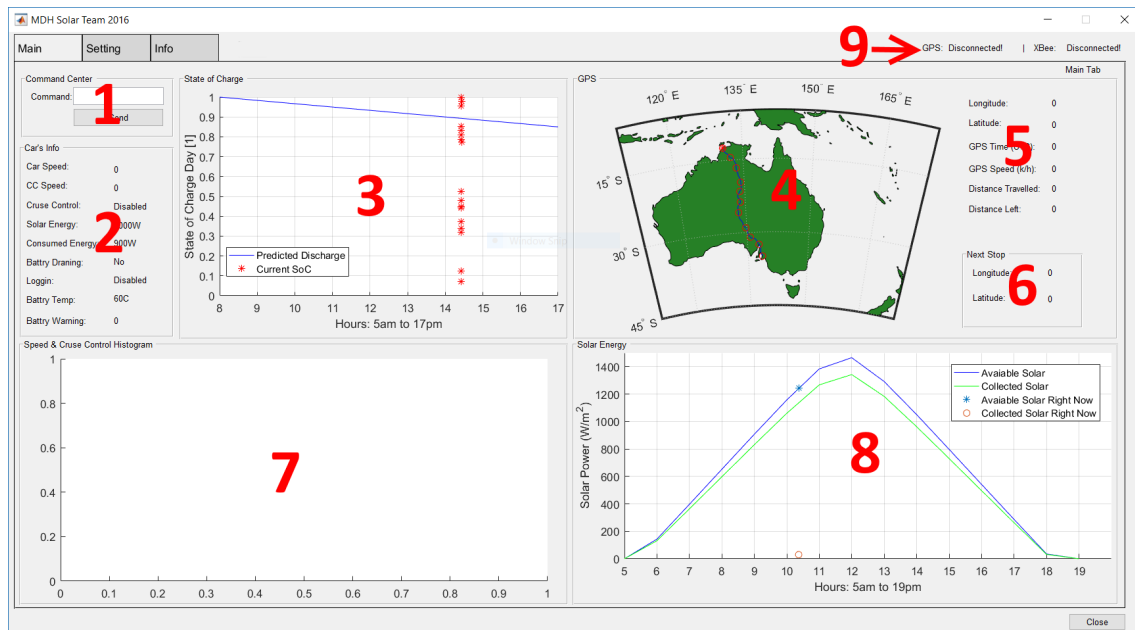 MDH Solar Team 2016
Main Setting Info
9
GPS: Disconnected! | XBee: Disconnected!
Main Tab
Command Center
Command:
1
State of Charge
State of Charge Day [1]
1
0.9
0.8
0.7
0.6
0.5
0.4
0.3
0.2
0.1
0
3
Predicted Discharge
Current SoC
8 9 10 11 12 13 14 15 16 17
Hours: 5am to 17pm
Car's Info
Car Speed: 0
CC Speed: 0
Cruse Control: Disabled
Solar Energy:
Consumed Energy: 900W
2
Battry Draning: No
Loggin: Disabled
Battry Temp: 60C
Battry Warning: 0
GPS
120° E 135° E 150° E 165° E
15° S
30° S
45° S
4
Longitude: 0
Latitude: 0
GPS Time 0
GPS Speed (k/h): 0
Distance Travelled: 0
Distance Left: 0
5
Next Stop
Longitude: 0
Latitude: 0
6
Speed & Cruse Control Histogram
1
0.8
0.6
0.4
0.2
0
7
0 0.1 0.2 0.3 0.4 0.5 0.6 0.7 0.8 0.9 1
Solar Energy
Solar Power (W/m²)
1400
1200
1000
800
600
400
200
0
8
Avaiable Solar
Collected Solar
Avaiable Solar Right Now
Collected Solar Right Now
5 6 7 8 9 10 11 12 13 14 15 16 17 18 19
Hours: 5am to 19pm
Close